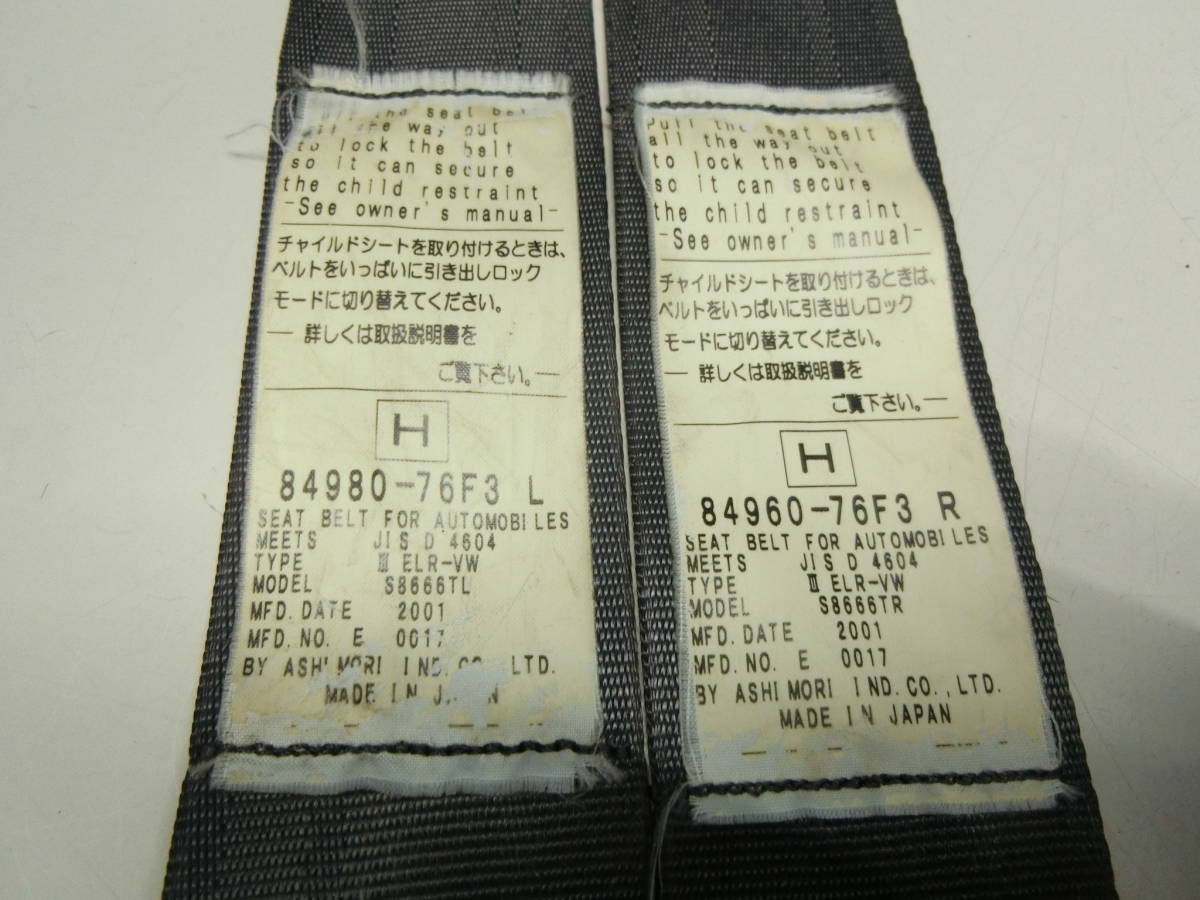 the seat belt
the way out
to lock the belt
so it can secure
the child restraint
-See owner's manual-
チャイルドシートを取り付けるときは、
ベルトをいっぱいに引き出しロック
モードに切り替えてください。
— 詳しくは取扱説明書を
ご覧下さい。—
H
84980-76F3 L
SEAT BELT FOR AUTOMOBILES
MEETS JIS D 4604
TYPE Ⅲ ELR-VW
MODEL S8666TL
MFD. DATE 2001
MFD. NO. E 0017
BY ASHIMORI IND. CO., LTD.
MADE IN JAPAN
Pull the seat belt
all the way out
to lock the belt
so it can secure
the child restraint
-See owner's manual-
チャイルドシートを取り付けるときは、
ベルトをいっぱいに引き出しロック
モードに切り替えてください。
— 詳しくは取扱説明書を
ご覧下さい。—
H
84960-76F3 R
SEAT BELT FOR AUTOMOBILES
MEETS JIS D 4604
TYPE Ⅲ ELR-VW
MODEL S8666TR
MFD. DATE 2001
MFD. NO. E 0017
BY ASHIMORI IND. CO., LTD.
MADE IN JAPAN